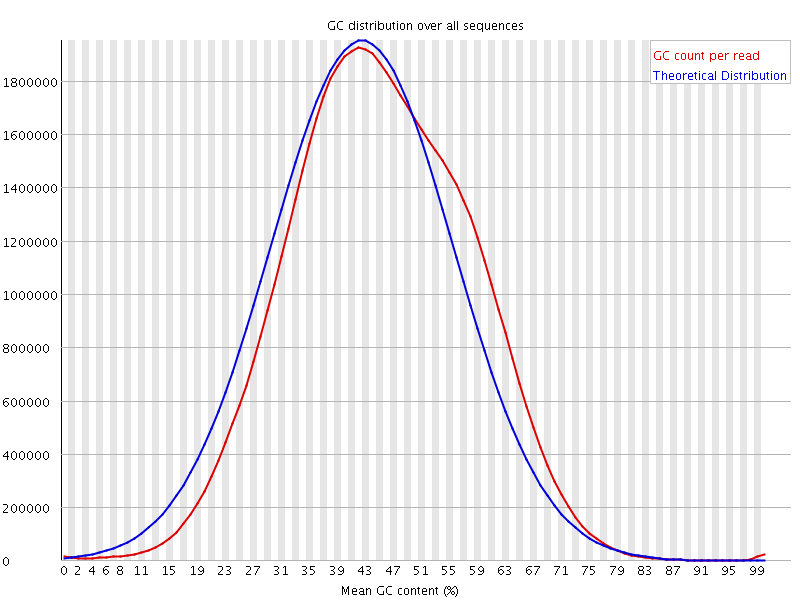 GC distribution over all sequences
GC count per read
Theoretical Distribution
1800000
1600000
1400000
1200000
1000000
800000
600000
400000
200000
0
0 2 4 6 8 11 15 19 23 27 31 35 39 43 47 51 55 59 63 67 71 75 79 83 87 91 95 99
Mean GC content (%)